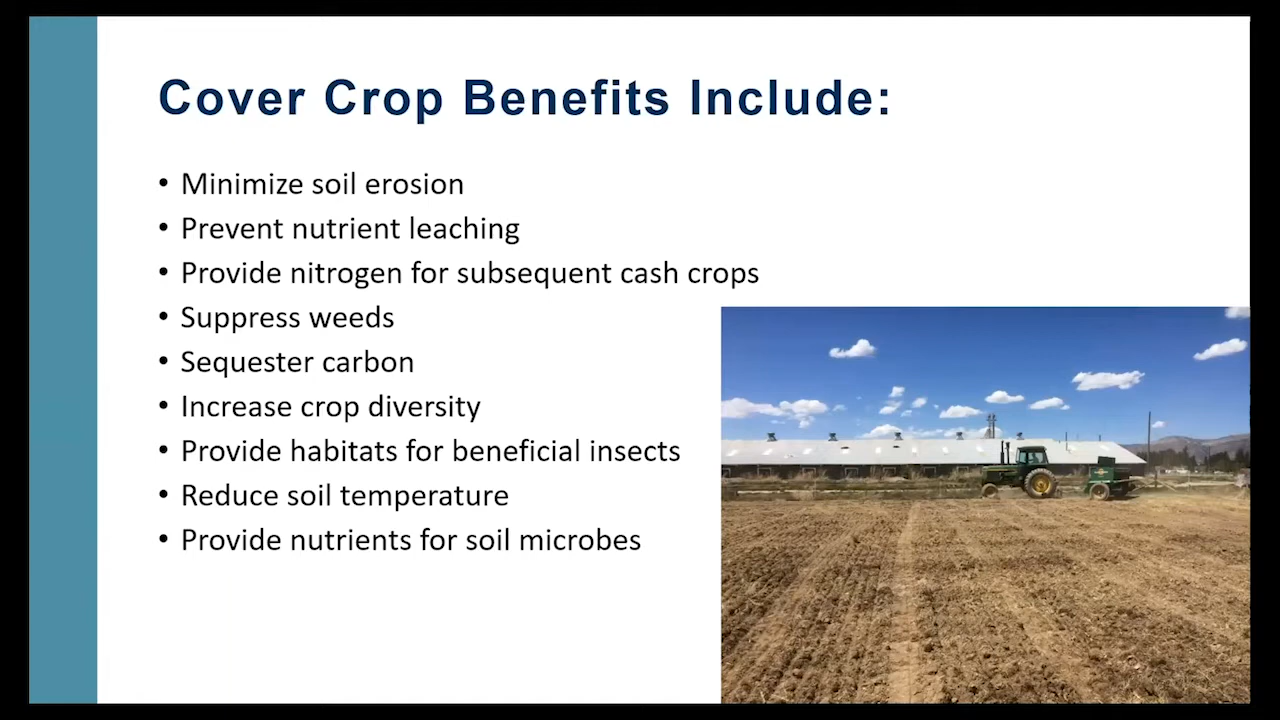 Cover Crop Benefits Include:
• Minimize soil erosion
• Prevent nutrient leaching
• Provide nitrogen for subsequent cash crops
• Suppress weeds
• Sequester carbon
• Increase crop diversity
• Provide habitats for beneficial insects
• Reduce soil temperature
• Provide nutrients for soil microbes